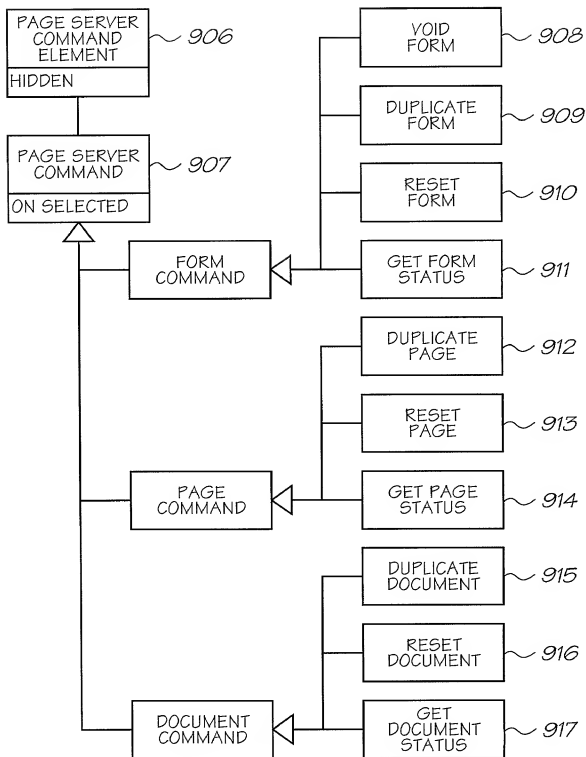 PAGE SERVER
COMMAND
ELEMENT
906
HIDDEN
PAGE SERVER
COMMAND
907
ON SELECTED
FORM
COMMAND
VOID
FORM
908
DUPLICATE
FORM
909
RESET
FORM
910
GET FORM
STATUS
911
PAGE
COMMAND
DUPLICATE
PAGE
912
RESET
PAGE
913
GET PAGE
STATUS
914
DOCUMENT
COMMAND
DUPLICATE
DOCUMENT
915
RESET
DOCUMENT
916
GET
DOCUMENT
STATUS
917